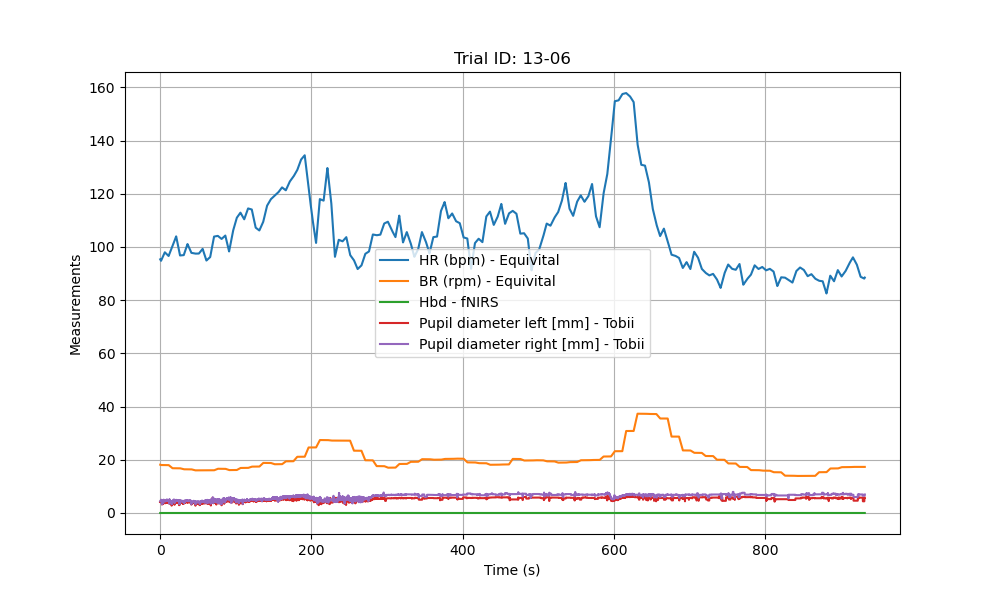 Trial ID: 13-06
160
140
120
100
80
60
40
20
0
Measurements
HR (bpm) - Equivital
BR (rpm) - Equivital
Hbd - fNIRS
Pupil diameter left [mm] - Tobii
Pupil diameter right [mm] - Tobii
0 200 400 600 800
Time (s)